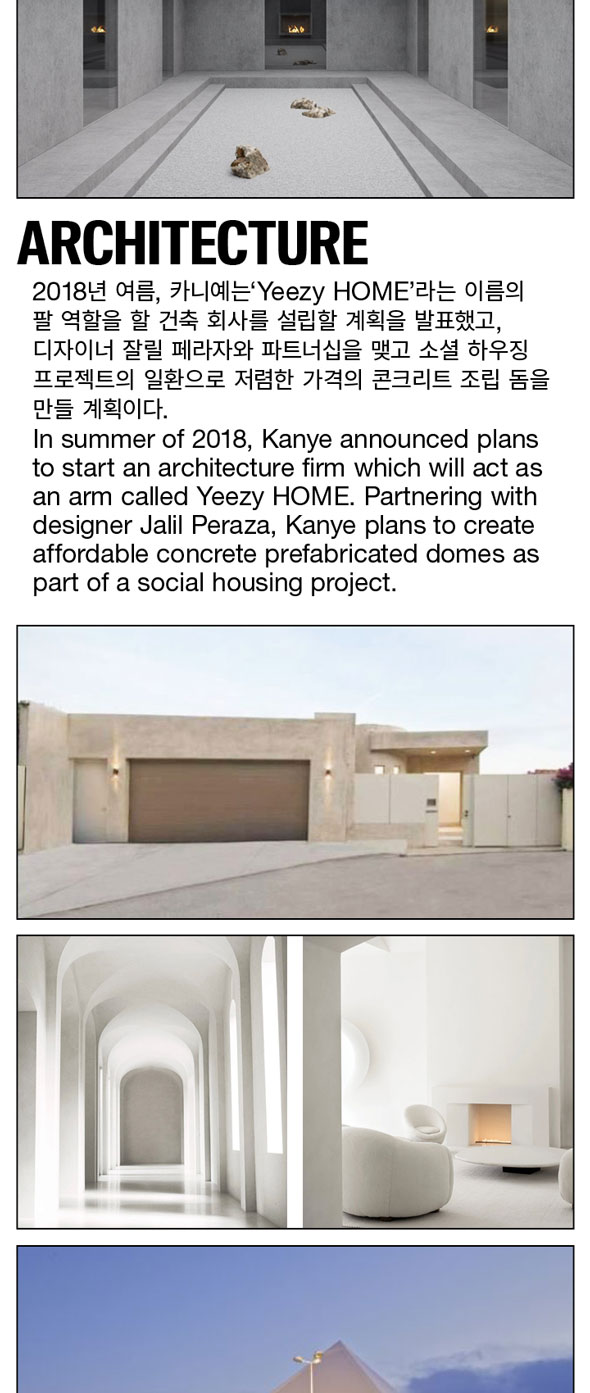 ARCHITECTURE
2018년 여름, 카니예는‘Yeezy HOME’라는 이름의
팔 역할을 할 건축 회사를 설립할 계획을 발표했고,
디자이너 잘릴 페라자와 파트너십을 맺고 소셜 하우징
프로젝트의 일환으로 저렴한 가격의 콘크리트 조립 돔을
만들 계획이다.
In summer of 2018, Kanye announced plans
to start an architecture firm which will act as
an arm called Yeezy HOME. Partnering with
designer Jalil Peraza, Kanye plans to create
affordable concrete prefabricated domes as
part of a social housing project.